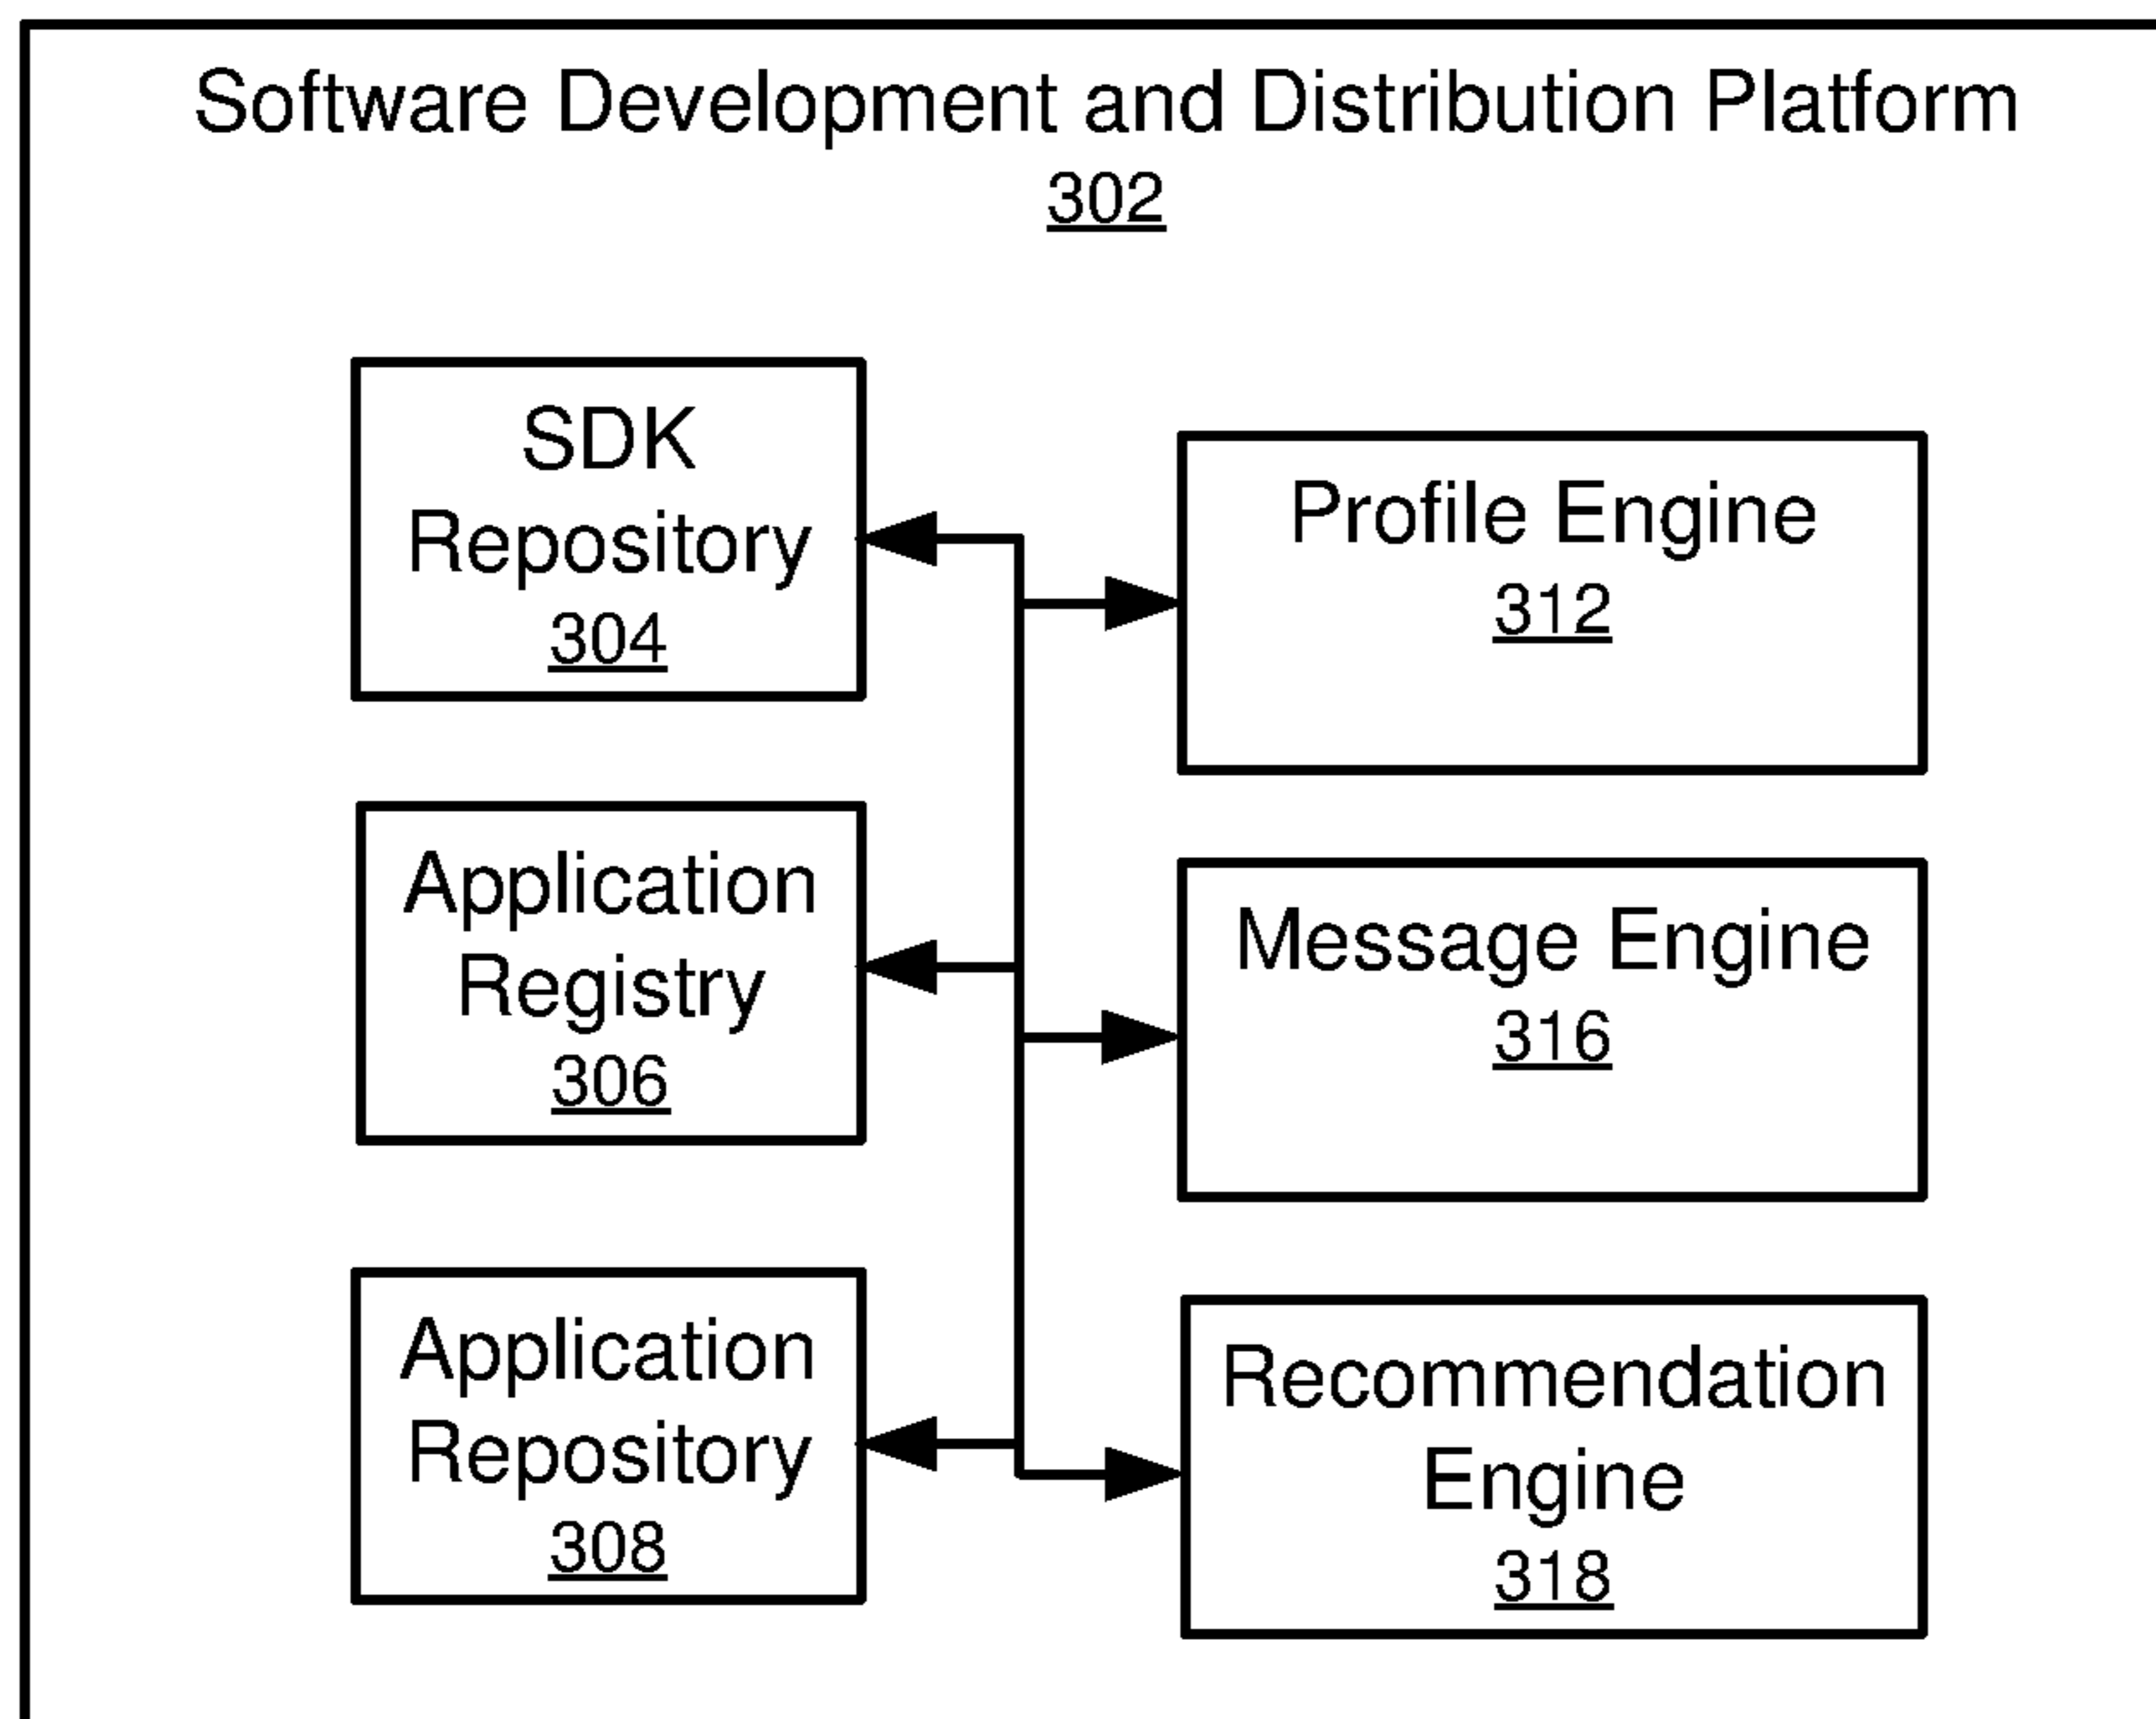 Software Development and Distribution Platform
302
SDK
Repository
304
Profile Engine
312
Application
Registry
306
Message Engine
316
Application
Repository
308
Recommendation
Engine
318